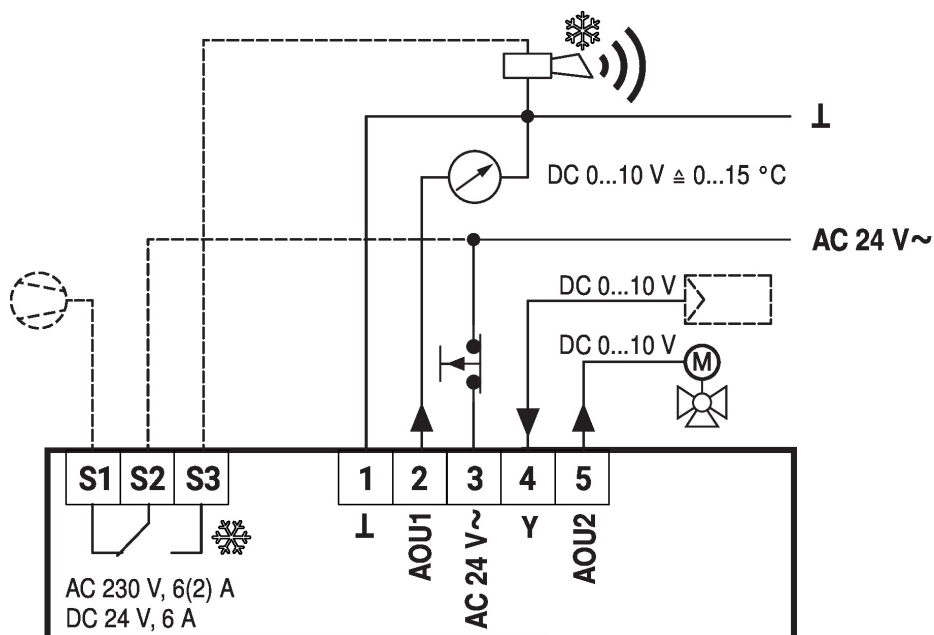 ⊥
DC 0...10 V ≙ 0...15 °C
AC 24 V~
DC 0...10 V
DC 0...10 V
M
S1 S2 S3 1 2 3 4 5
⊥ AOU1 AC 24 V~ Y AOU2
AC 230 V, 6(2) A
DC 24 V, 6 A